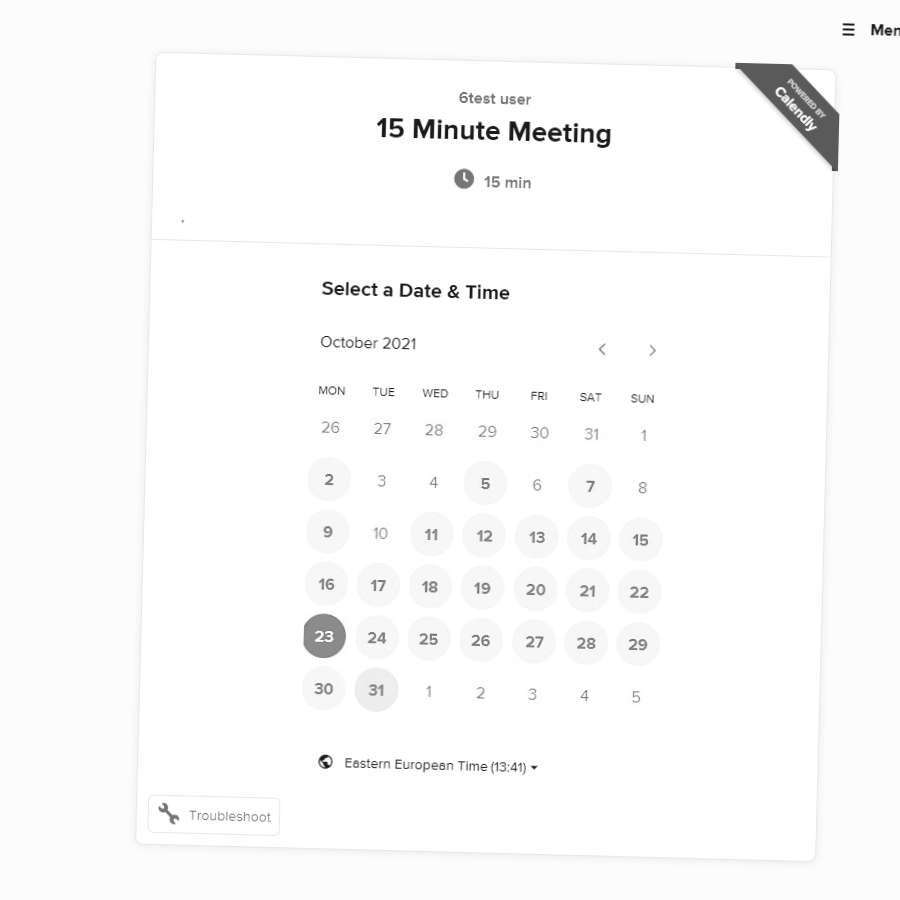 ☰ Men
POWERED BY
Calendly
6test user
15 Minute Meeting
15 min
Select a Date & Time
October 2021
MON TUE WED THU FRI SAT SUN
26 27 28 29 30 31 1
2 3 4 5 6 7 8
9 10 11 12 13 14 15
16 17 18 19 20 21 22
23 24 25 26 27 28 29
30 31 1 2 3 4 5
Eastern European Time (13:41)
Troubleshoot